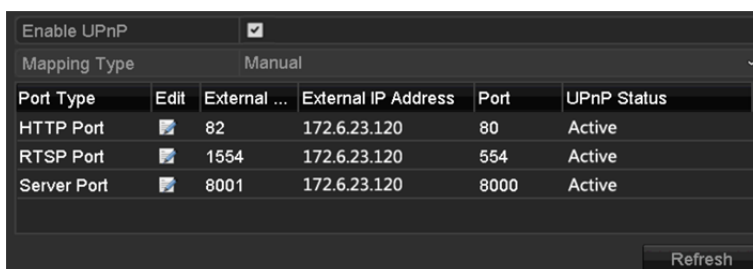 Enable UPnP
Mapping Type Manual
Port Type Edit External ... External IP Address Port UPnP Status
HTTP Port 82 172.6.23.120 80 Active
RTSP Port 1554 172.6.23.120 554 Active
Server Port 8001 172.6.23.120 8000 Active
Refresh